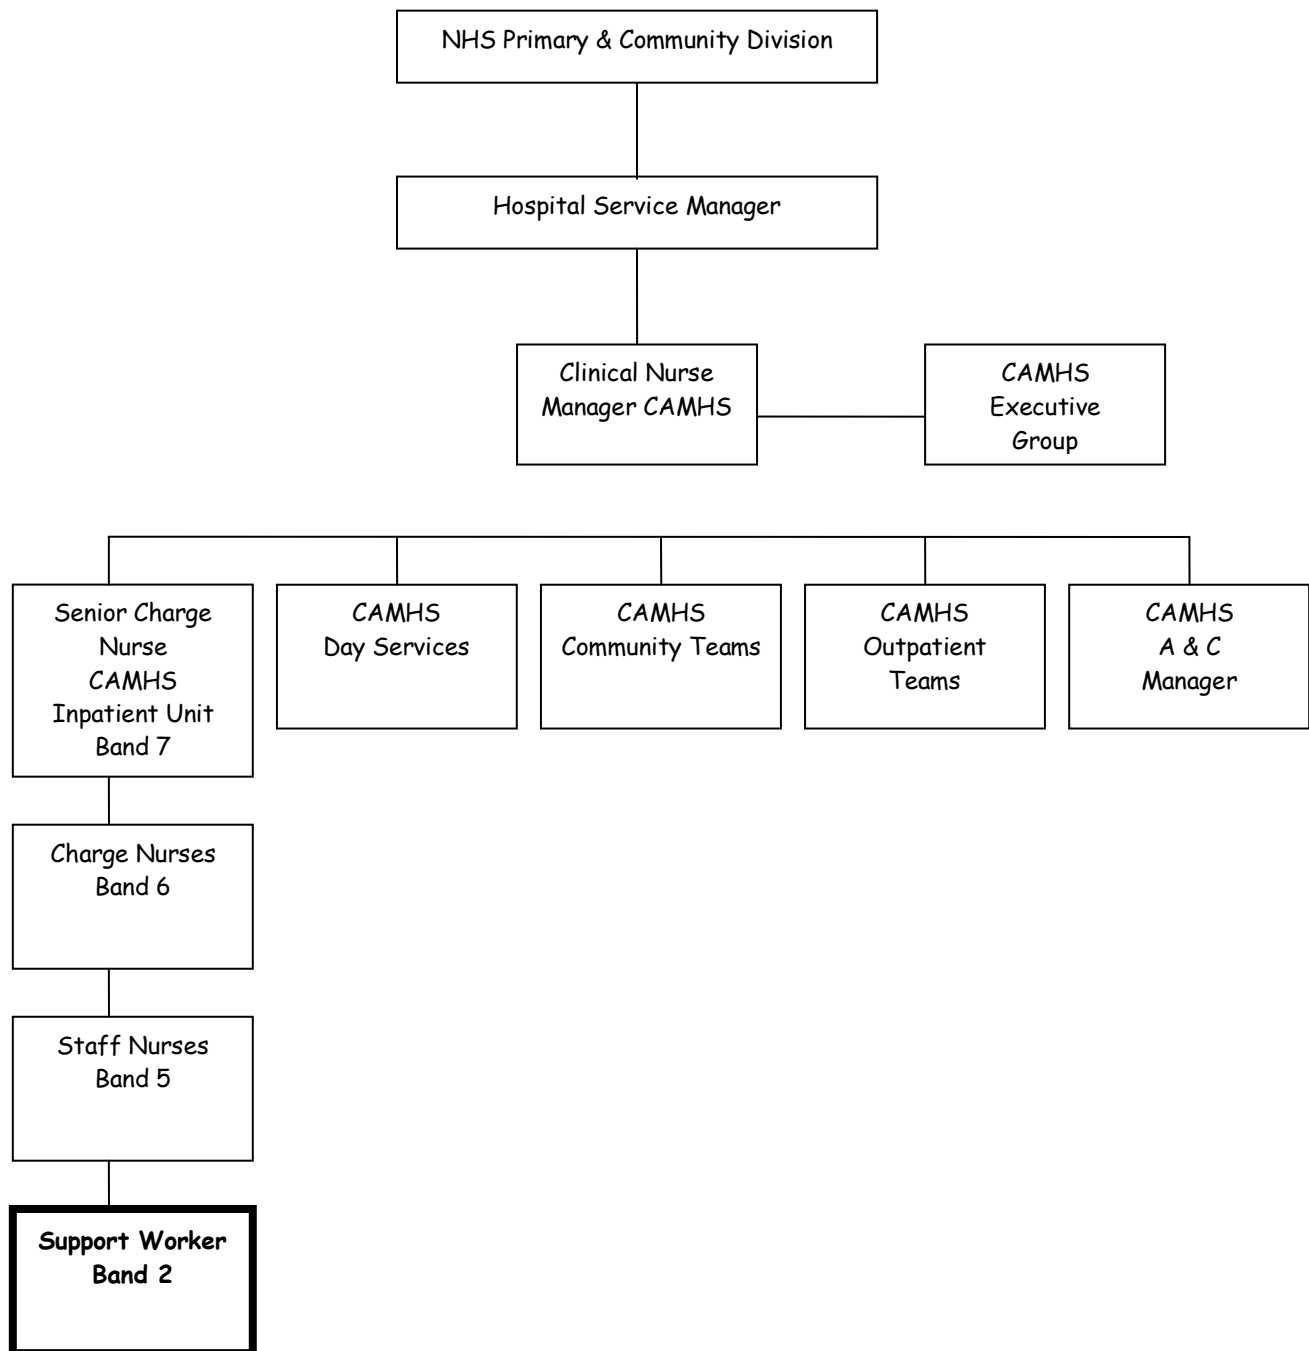 NHS Primary & Community Division
Hospital Service Manager
Clinical Nurse
Manager CAMHS
CAMHS
Executive
Group
Senior Charge
Nurse
CAMHS
Inpatient Unit
Band 7
CAMHS
Day Services
CAMHS
Community Teams
CAMHS
Outpatient
Teams
CAMHS
A & C
Manager
Charge Nurses
Band 6
Staff Nurses
Band 5
Support Worker
Band 2